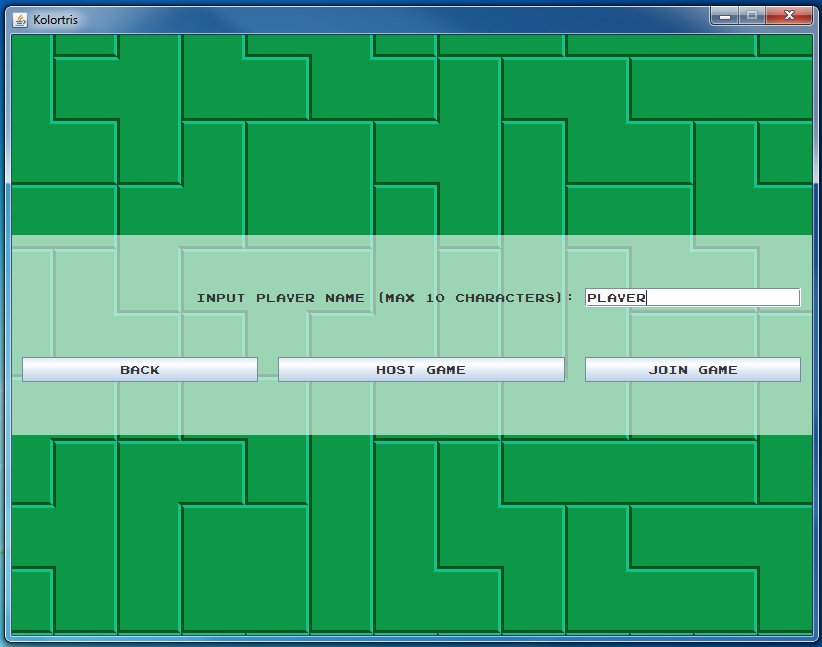 Kolortris
INPUT PLAYER NAME (MAX 10 CHARACTERS): PLAYER
BACK HOST GAME JOIN GAME